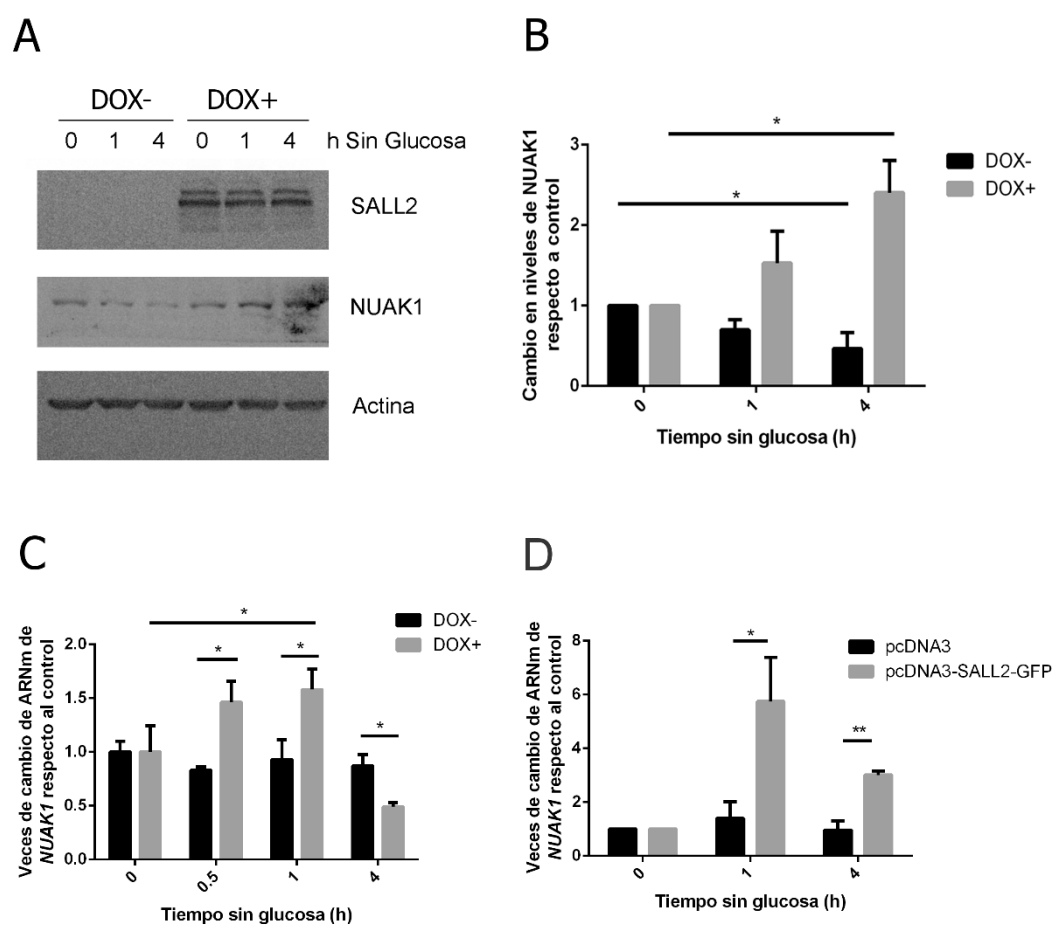 A
DOX- DOX+
0 1 4 0 1 4 h Sin Glucosa
SALL2
NUAK1
Actina
B
Cambio en niveles de NUAK1
respecto a control
3
2
1
0
*
*
DOX-
DOX+
0 1 4
Tiempo sin glucosa (h)
C
Veces de cambio de ARNm de
NUAK1 respecto al control
2.0
1.5
1.0
0.5
0.0
*
* *
*
DOX-
DOX+
0 0.5 1 4
Tiempo sin glucosa (h)
D
Veces de cambio de ARNm de
NUAK1 respecto al control
8
6
4
2
0
*
**
pcDNA3
pcDNA3-SALL2-GFP
0 1 4
Tiempo sin glucosa (h)